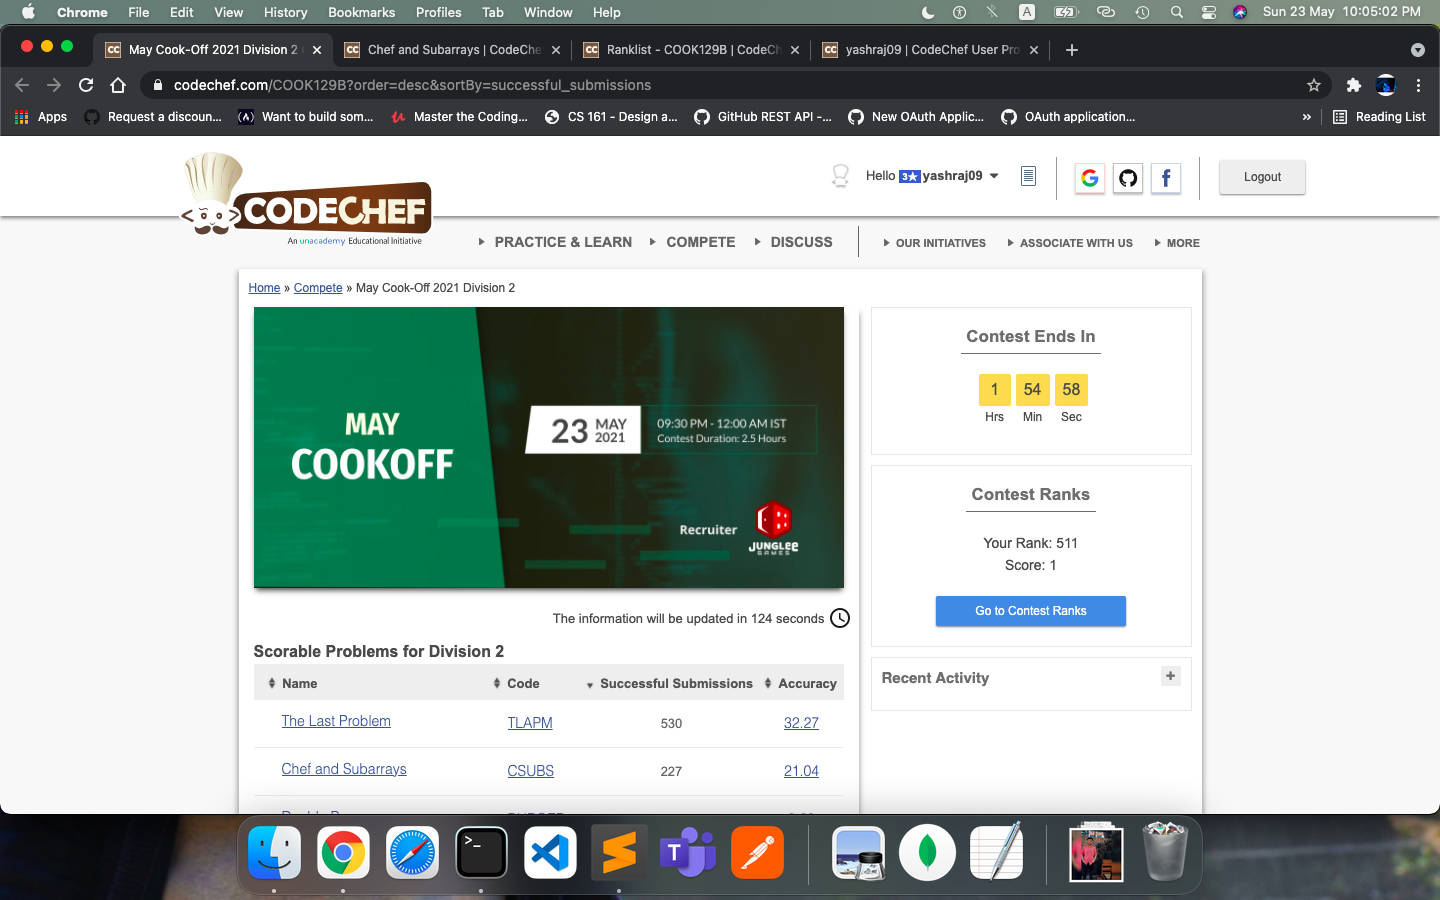 Chrome File Edit View History Bookmarks Profiles Tab Window Help A Sun 23 May 10:05:02 PM
CC May Cook-Off 2021 Division 2 CC Chef and Subarrays | CodeChe CC Ranklist - COOK129B | CodeCh CC yashraj09 | CodeChef User Pro
codechef.com/COOK129B?order=desc&sortBy=successful_submissions
Apps Request a discoun... Want to build som... Master the Coding... CS 161 - Design a... GitHub REST API -... New OAuth Applic... OAuth application... » Reading List
Hello 3★ yashraj09 G f Logout
CODECHEF
An unacademy Educational Initiative
PRACTICE & LEARN COMPETE DISCUSS OUR INITIATIVES ASSOCIATE WITH US MORE
Home » Compete » May Cook-Off 2021 Division 2
MAY
COOKOFF
23 MAY
2021
09:30 PM - 12:00 AM IST
Contest Duration: 2.5 Hours
Recruiter
JUNGLEE
GAMES
Contest Ends In
1 54 58
Hrs Min Sec
Contest Ranks
Your Rank: 511
Score: 1
Go to Contest Ranks
The information will be updated in 124 seconds
Recent Activity +
Scorable Problems for Division 2
Name Code Successful Submissions Accuracy
The Last Problem TLAPM 530 32.27
Chef and Subarrays CSUBS 227 21.04
>_
T